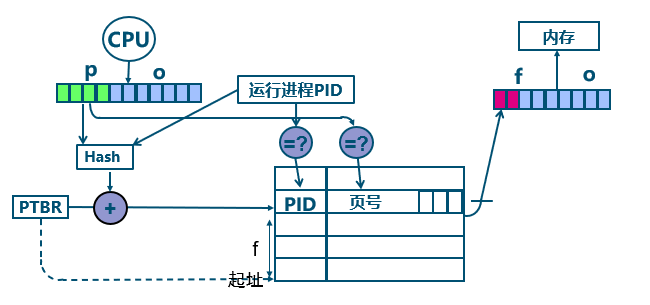 CPU
内存
p
o
f
o
运行进程PID
=?
=?
Hash
PTBR
+
PID
页号
f
起址